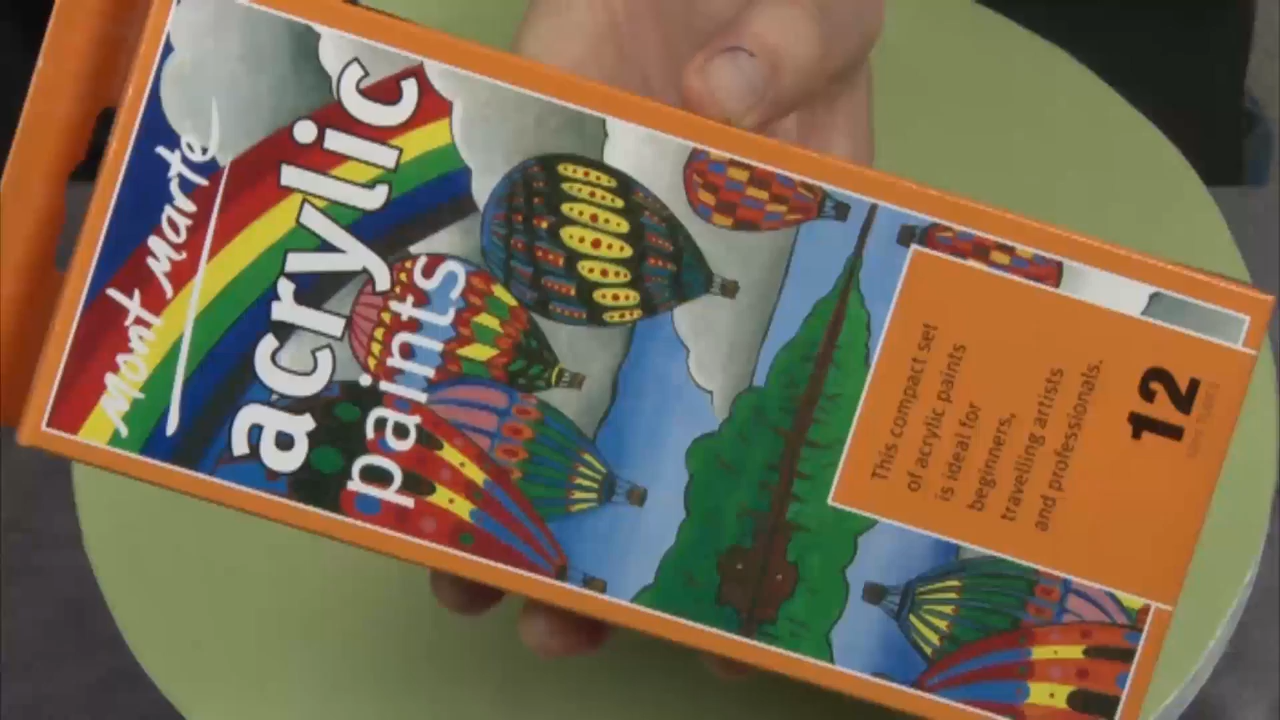 mont marte
acrylic
paints
This compact set
of acrylic paints
is ideal for
beginners,
travelling artists
and professionals.
12